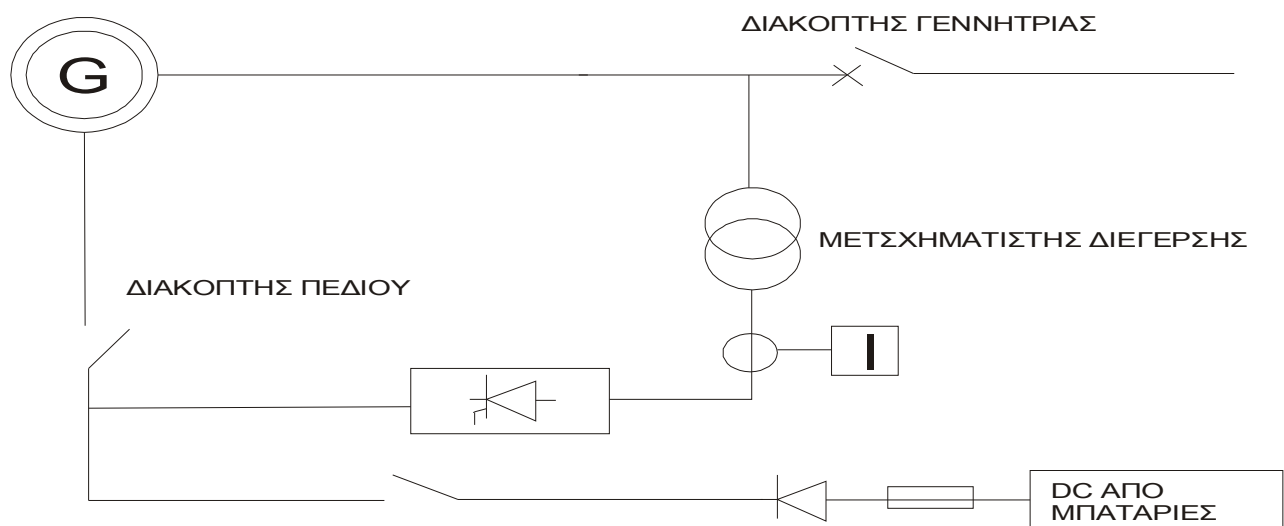 ΔΙΑΚΟΠΤΗΣ ΓΕΝΝΗΤΡΙΑΣ
G
ΜΕΤΣΧΗΜΑΤΙΣΤΗΣ ΔΙΕΓΕΡΣΗΣ
ΔΙΑΚΟΠΤΗΣ ΠΕΔΙΟΥ
I
DC ΑΠΟ
ΜΠΑΤΑΡΙΕΣ